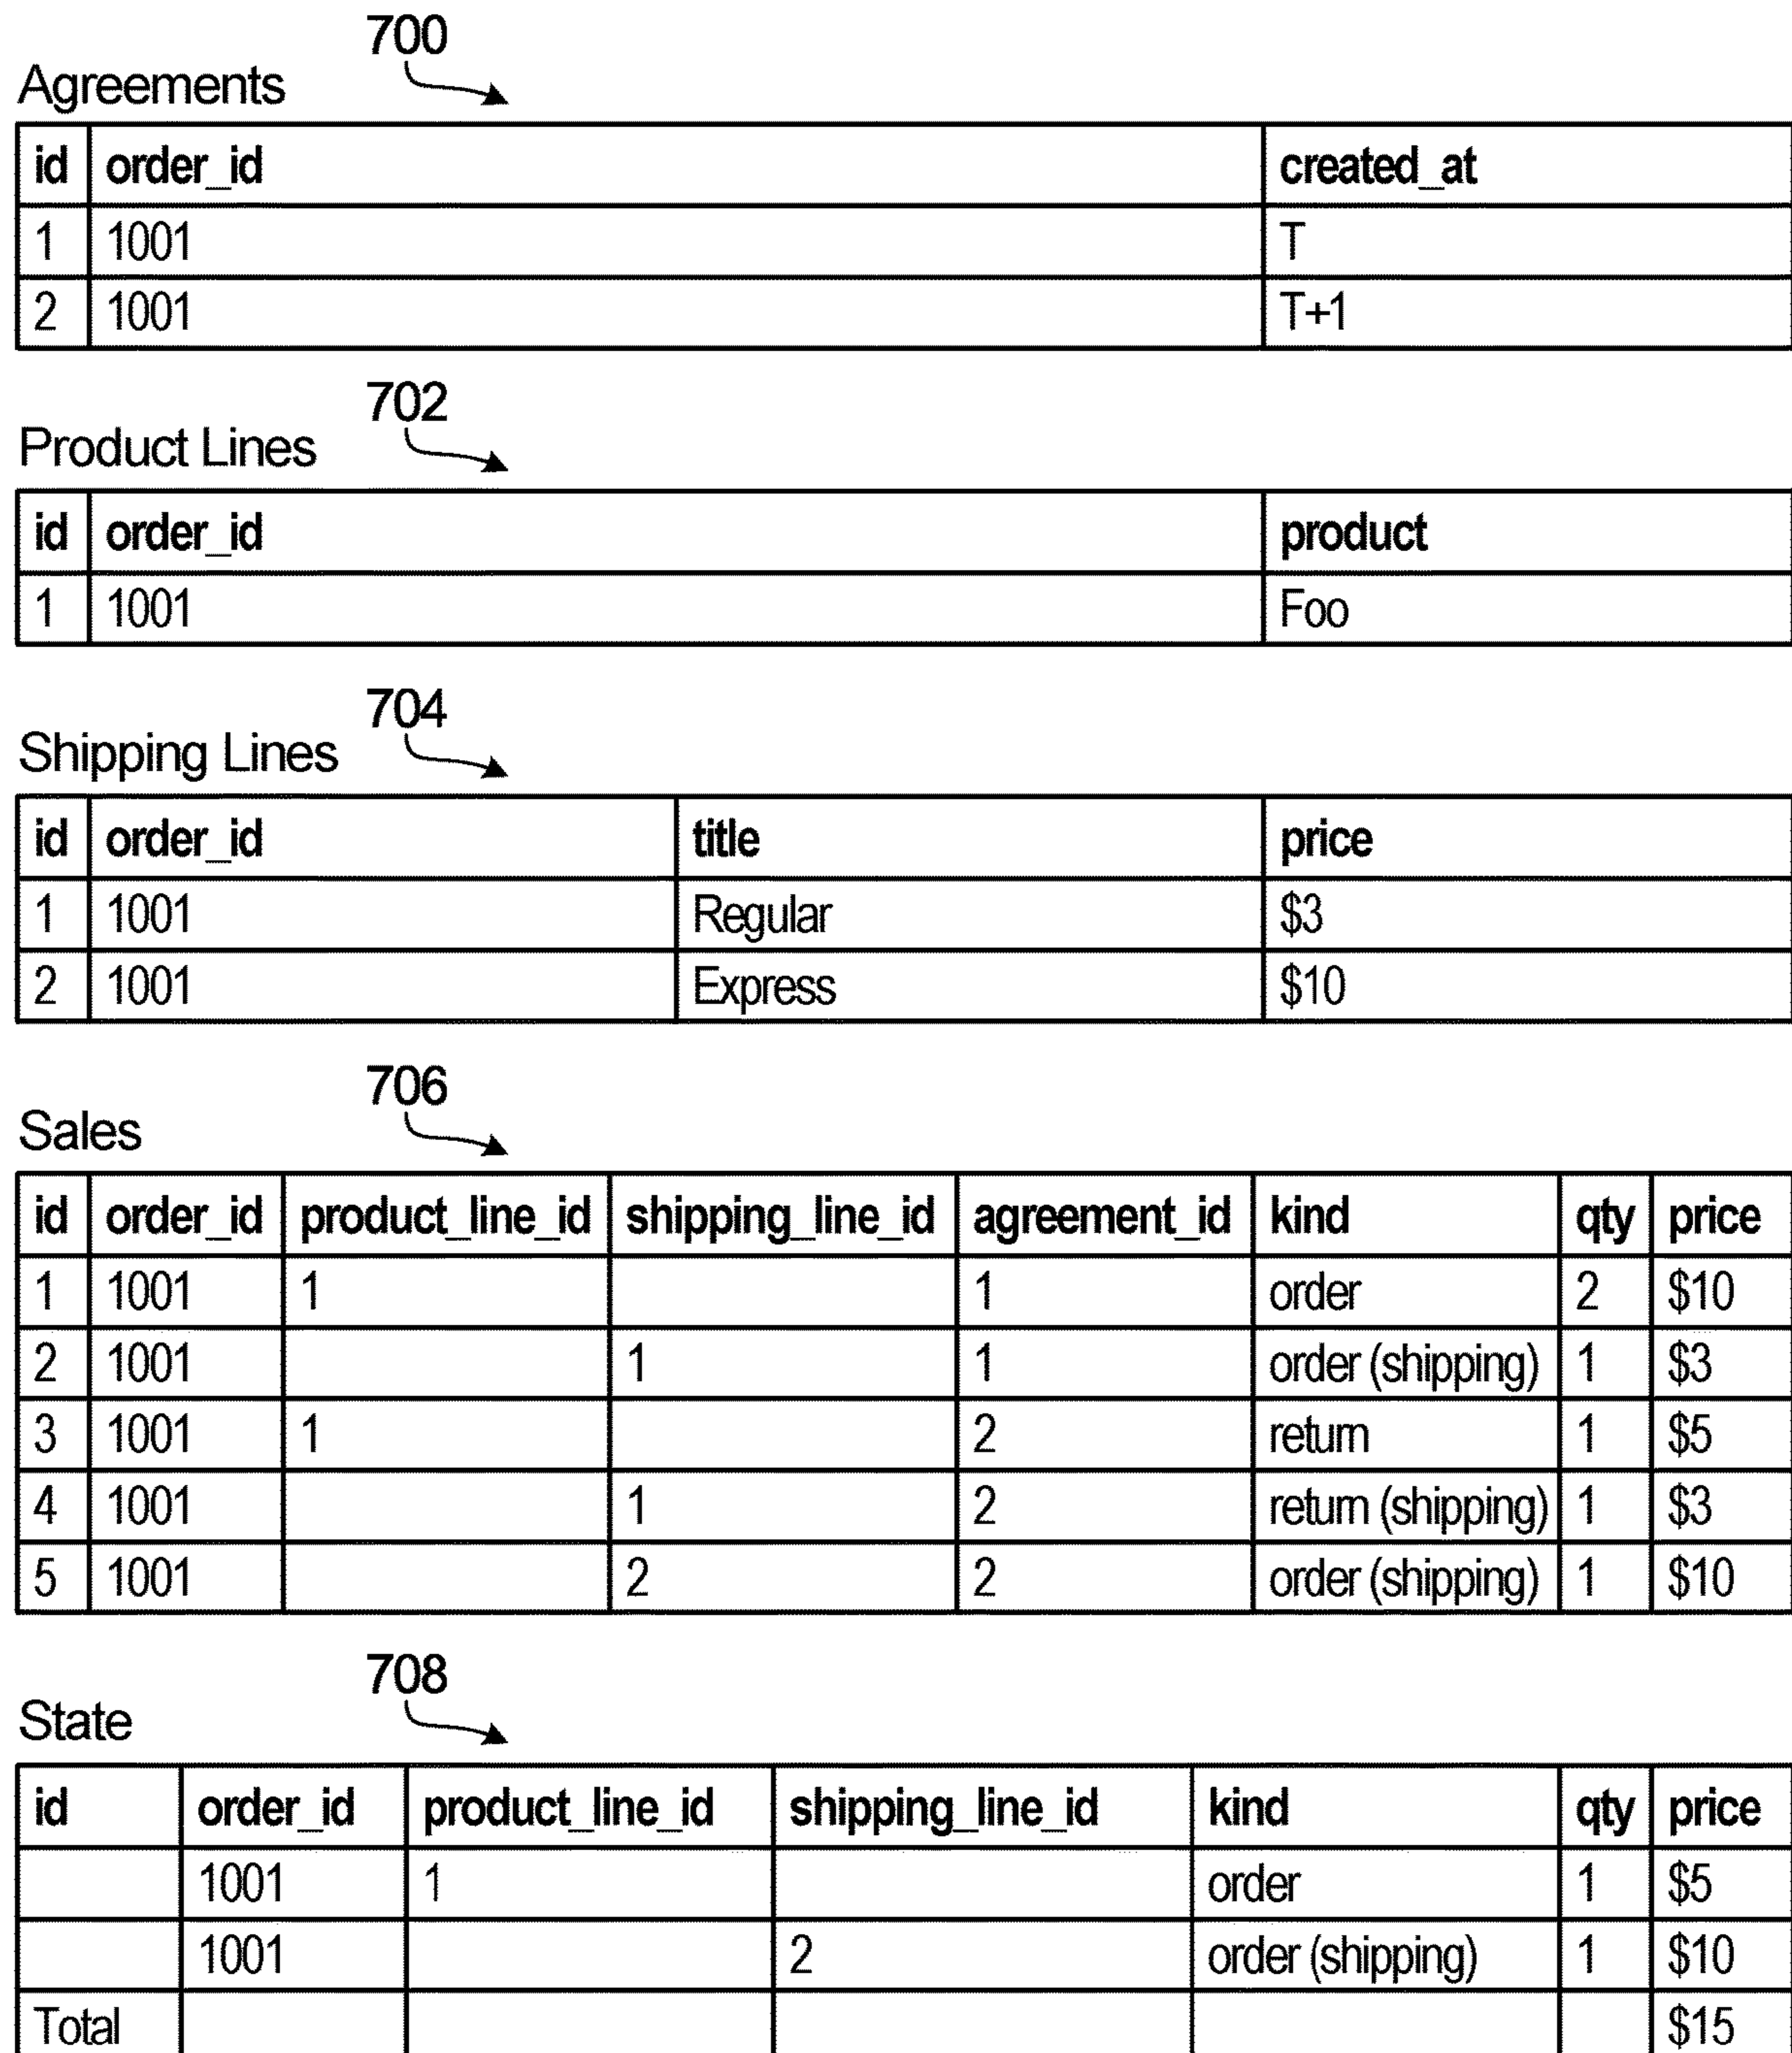 700
Agreements
id order_id created_at
1 1001 T
2 1001 T+1
702
Product Lines
id order_id product
1 1001 Foo
704
Shipping Lines
id order_id title price
1 1001 Regular $3
2 1001 Express $10
706
Sales
id order_id product_line_id shipping_line_id agreement_id kind qty price
1 1001 1 1 order 2 $10
2 1001 1 1 order (shipping) 1 $3
3 1001 1 2 return 1 $5
4 1001 1 2 return (shipping) 1 $3
5 1001 2 2 order (shipping) 1 $10
708
State
id order_id product_line_id shipping_line_id kind qty price
1001 1 order 1 $5
1001 2 order (shipping) 1 $10
Total $15